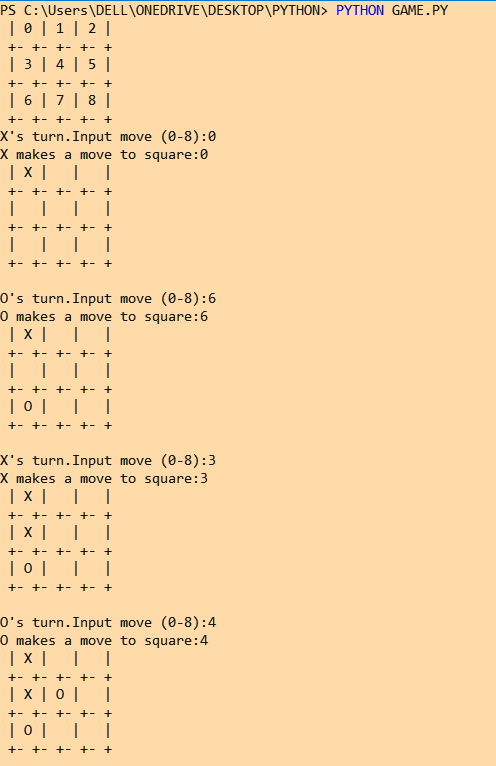 PS C:\Users\DELL\ONEDRIVE\DESKTOP\PYTHON> PYTHON GAME.PY
 | 0 | 1 | 2 |
 +- +- +- +- +
 | 3 | 4 | 5 |
 +- +- +- +- +
 | 6 | 7 | 8 |
 +- +- +- +- +
X's turn.Input move (0-8):0
X makes a move to square:0
 | X |   |   |
 +- +- +- +- +
 |   |   |   |
 +- +- +- +- +
 |   |   |   |
 +- +- +- +- +

O's turn.Input move (0-8):6
O makes a move to square:6
 | X |   |   |
 +- +- +- +- +
 |   |   |   |
 +- +- +- +- +
 | O |   |   |
 +- +- +- +- +

X's turn.Input move (0-8):3
X makes a move to square:3
 | X |   |   |
 +- +- +- +- +
 | X |   |   |
 +- +- +- +- +
 | O |   |   |
 +- +- +- +- +

O's turn.Input move (0-8):4
O makes a move to square:4
 | X |   |   |
 +- +- +- +- +
 | X | O |   |
 +- +- +- +- +
 | O |   |   |
 +- +- +- +- +